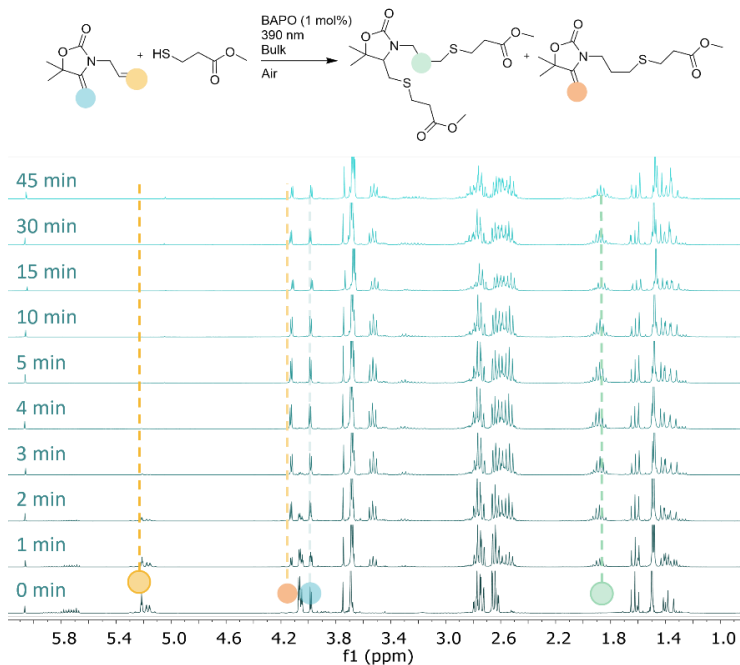 BAPO (1 mol%)
390 nm
Bulk
Air
O
O
N
+
HS
O
O
O
O
N
S
O
O
S
O
O
+
O
O
N
S
O
O
45 min
30 min
15 min
10 min
5 min
4 min
3 min
2 min
1 min
0 min
5.8 5.4 5.0 4.6 4.2 3.8 3.4 3.0 2.6 2.2 1.8 1.4 1.0
f1 (ppm)